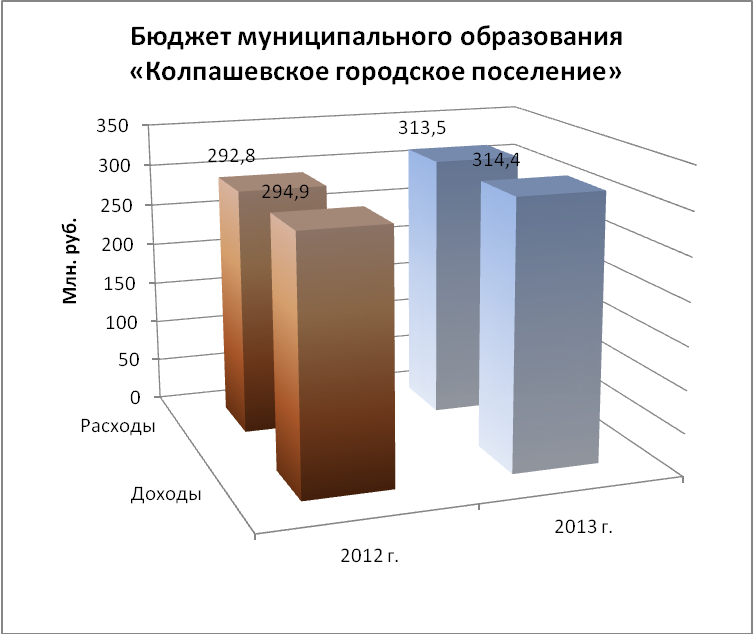 Бюджет муниципального образования
«Колпашевское городское поселение»
Млн. руб.
350
300
250
200
150
100
50
0
292,8
294,9
313,5
314,4
Расходы
Доходы
2012 г.
2013 г.